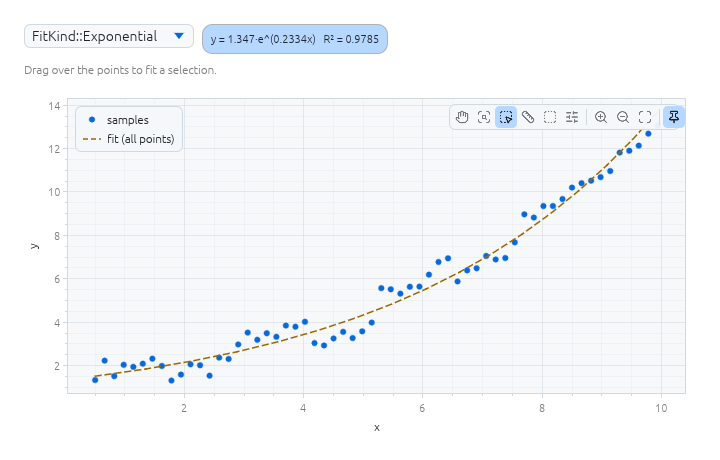 FitKind::Exponential
y = 1.347·e^(0.2334x)   R² = 0.9785
Drag over the points to fit a selection.
samples
fit (all points)
14
12
10
8
6
4
2
y
2
4
6
8
10
x